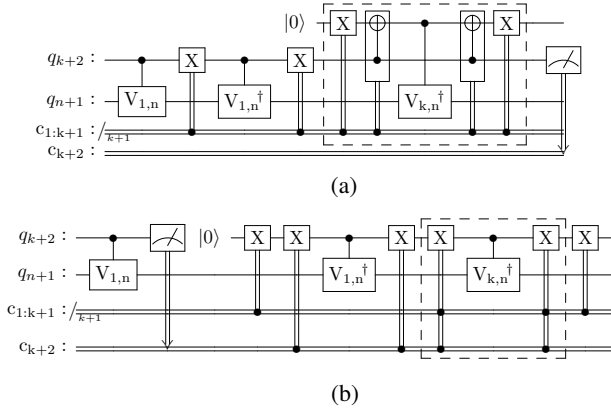 |0⟩ X X X
q_{k+2} : X X
q_{n+1} : V_{1,n} V_{1,n}† V_{k,n}†
c_{1:k+1} : / k+1
c_{k+2} :
(a)
q_{k+2} : |0⟩ X X X X X X
q_{n+1} : V_{1,n} V_{1,n}† V_{k,n}†
c_{1:k+1} : / k+1
c_{k+2} :
(b)